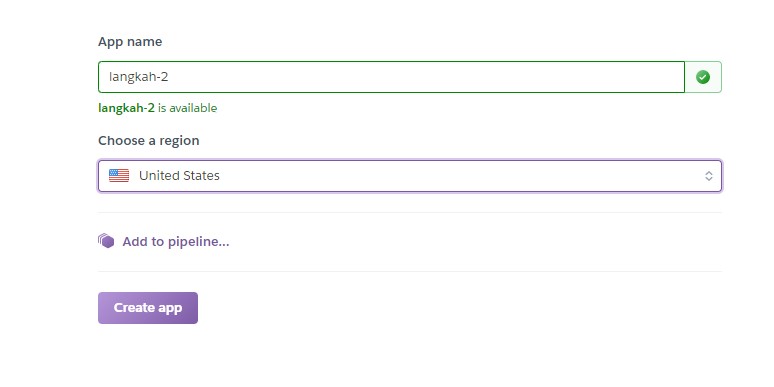 App name
langkah-2
langkah-2 is available
Choose a region
United States
Add to pipeline...
Create app